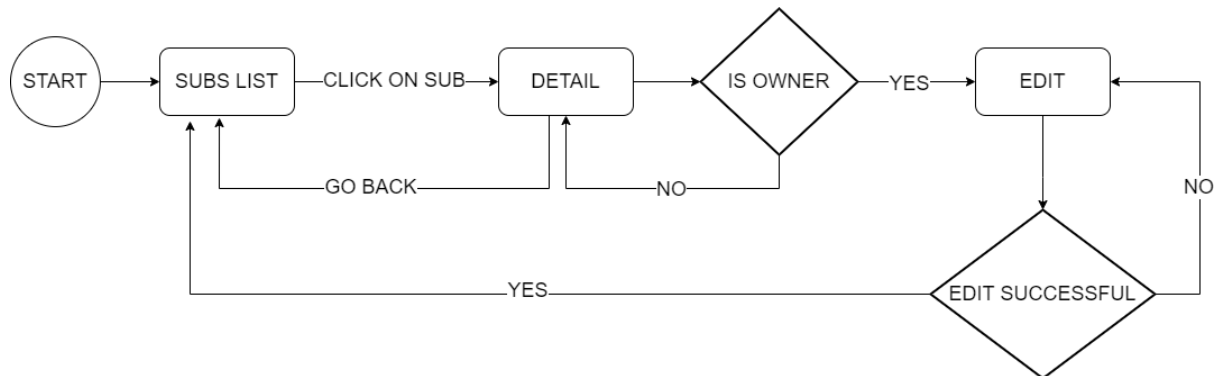 START
SUBS LIST
CLICK ON SUB
DETAIL
IS OWNER
YES
EDIT
GO BACK
NO
NO
YES
EDIT SUCCESSFUL